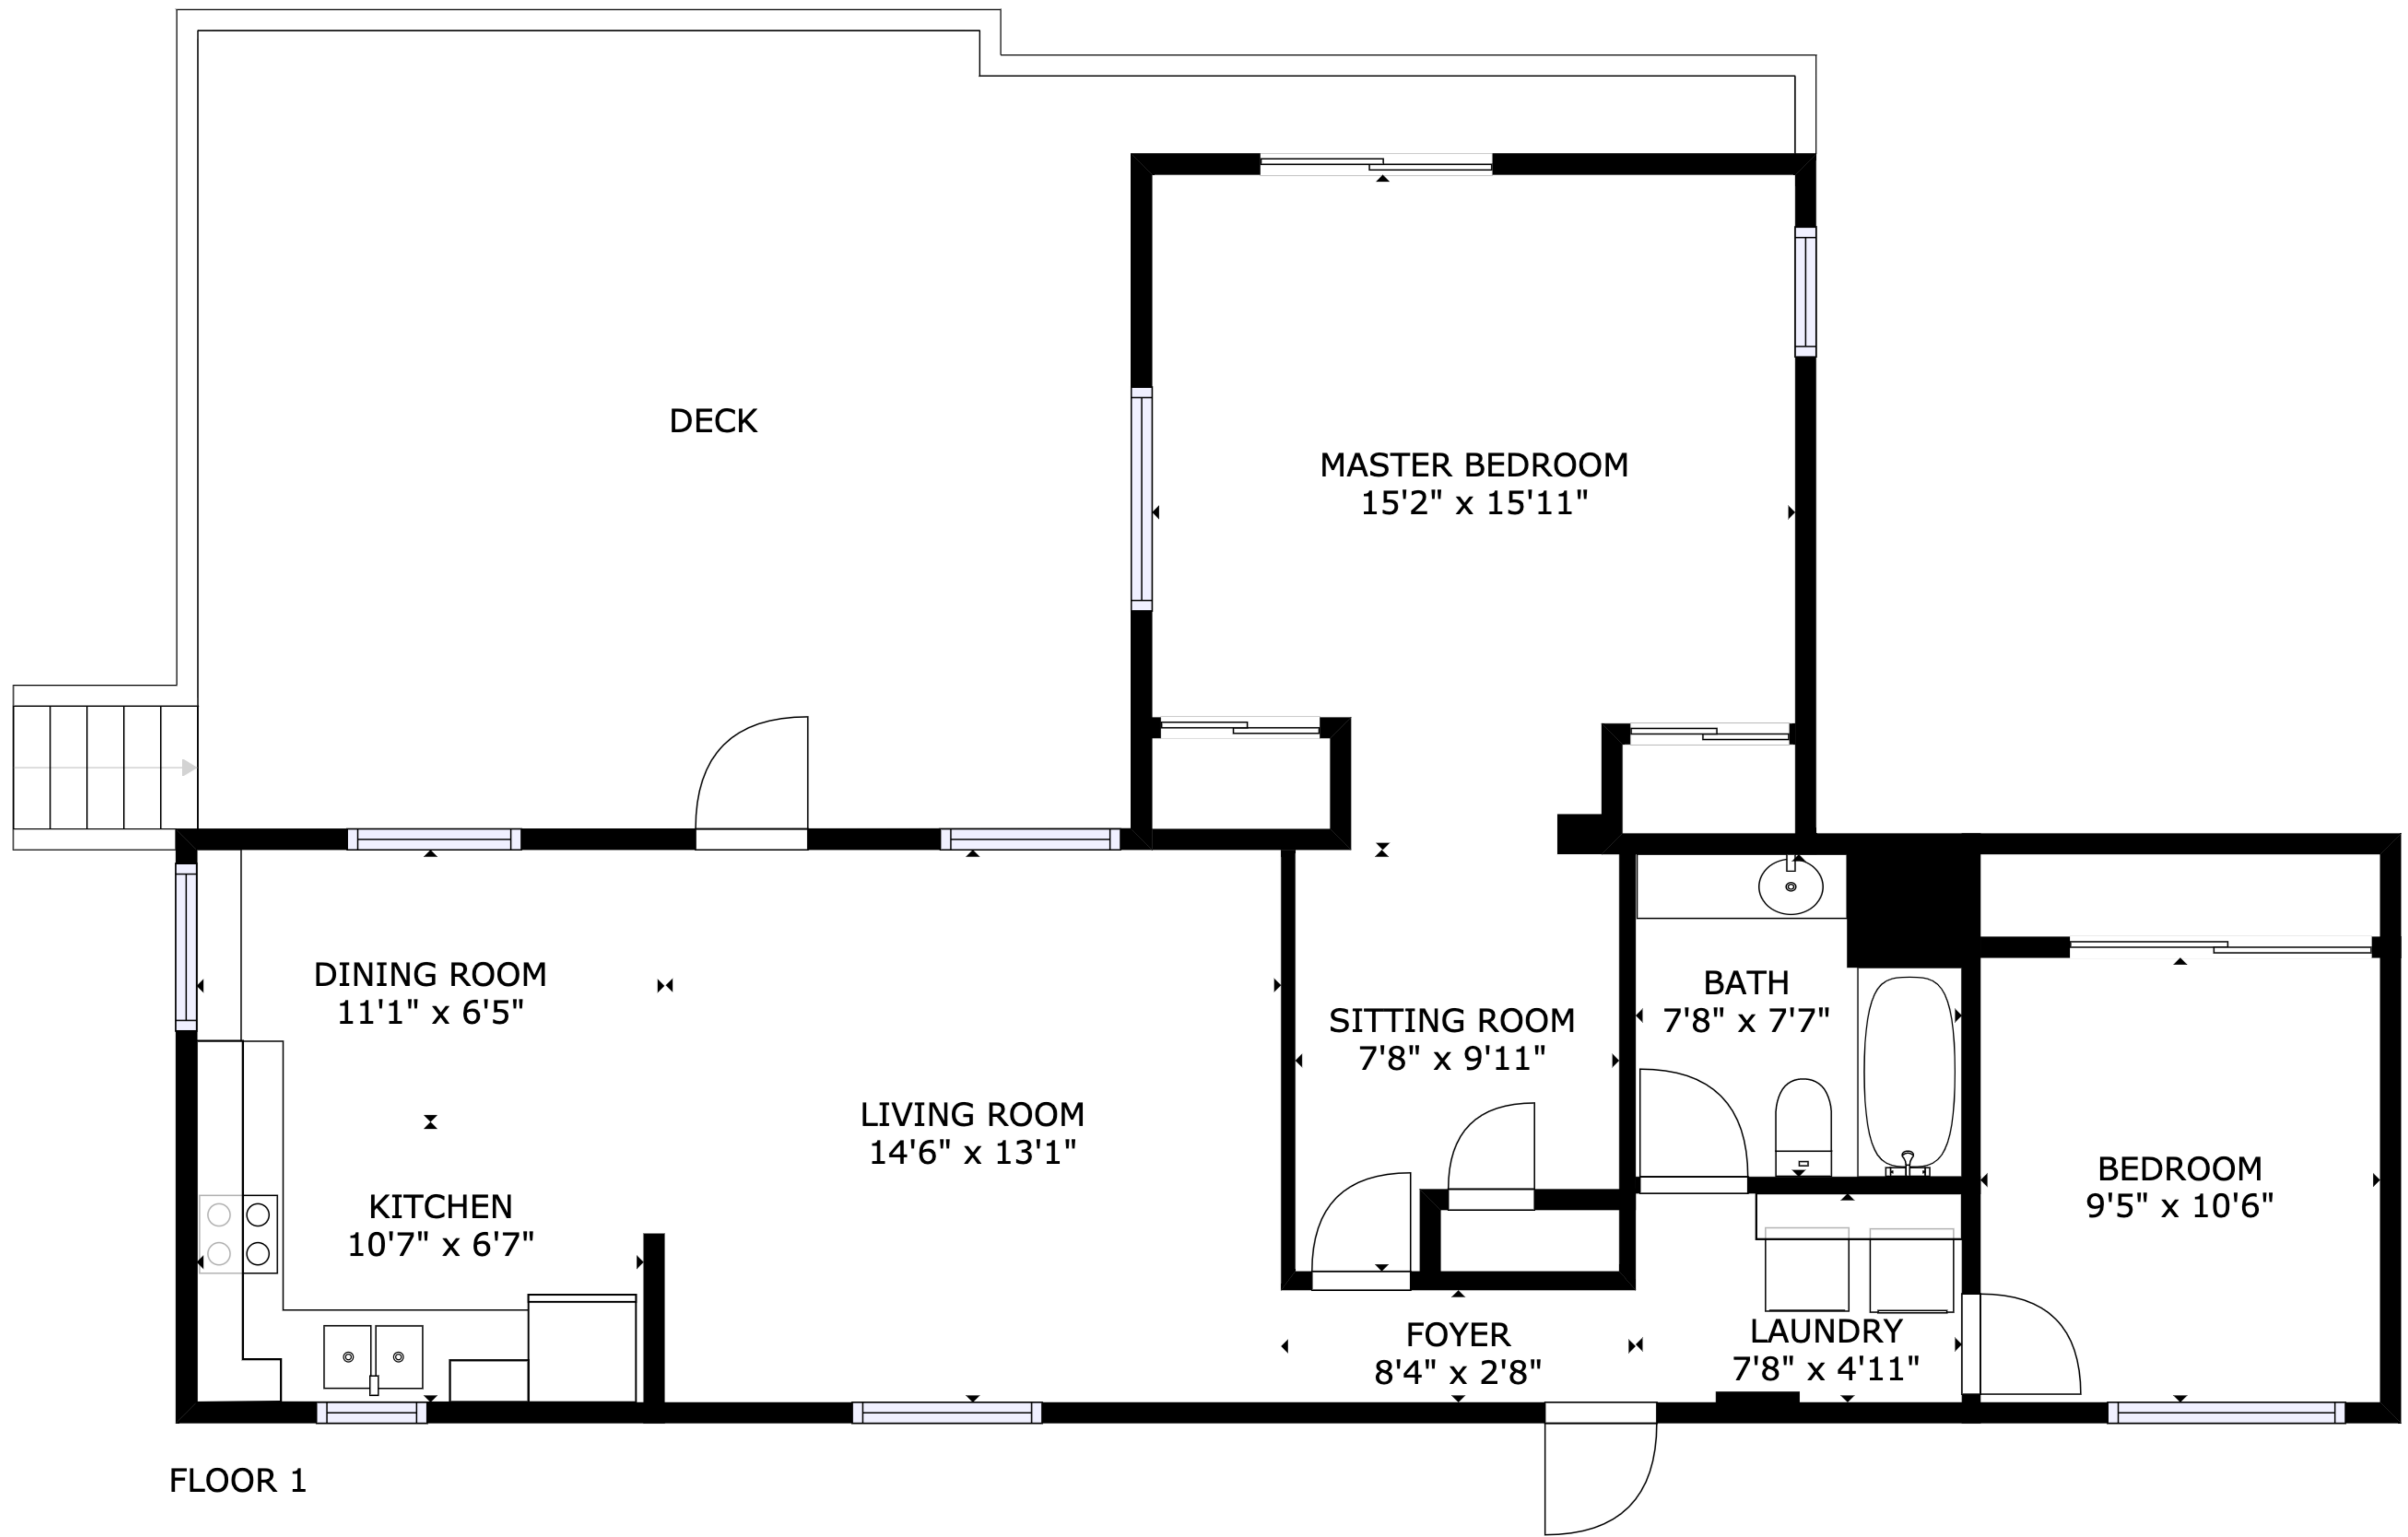 DECK
MASTER BEDROOM
15'2" x 15'11"
DINING ROOM
11'1" x 6'5"
SITTING ROOM
7'8" x 9'11"
BATH
7'8" x 7'7"
LIVING ROOM
14'6" x 13'1"
KITCHEN
10'7" x 6'7"
BEDROOM
9'5" x 10'6"
FOYER
8'4" x 2'8"
LAUNDRY
7'8" x 4'11"
FLOOR 1